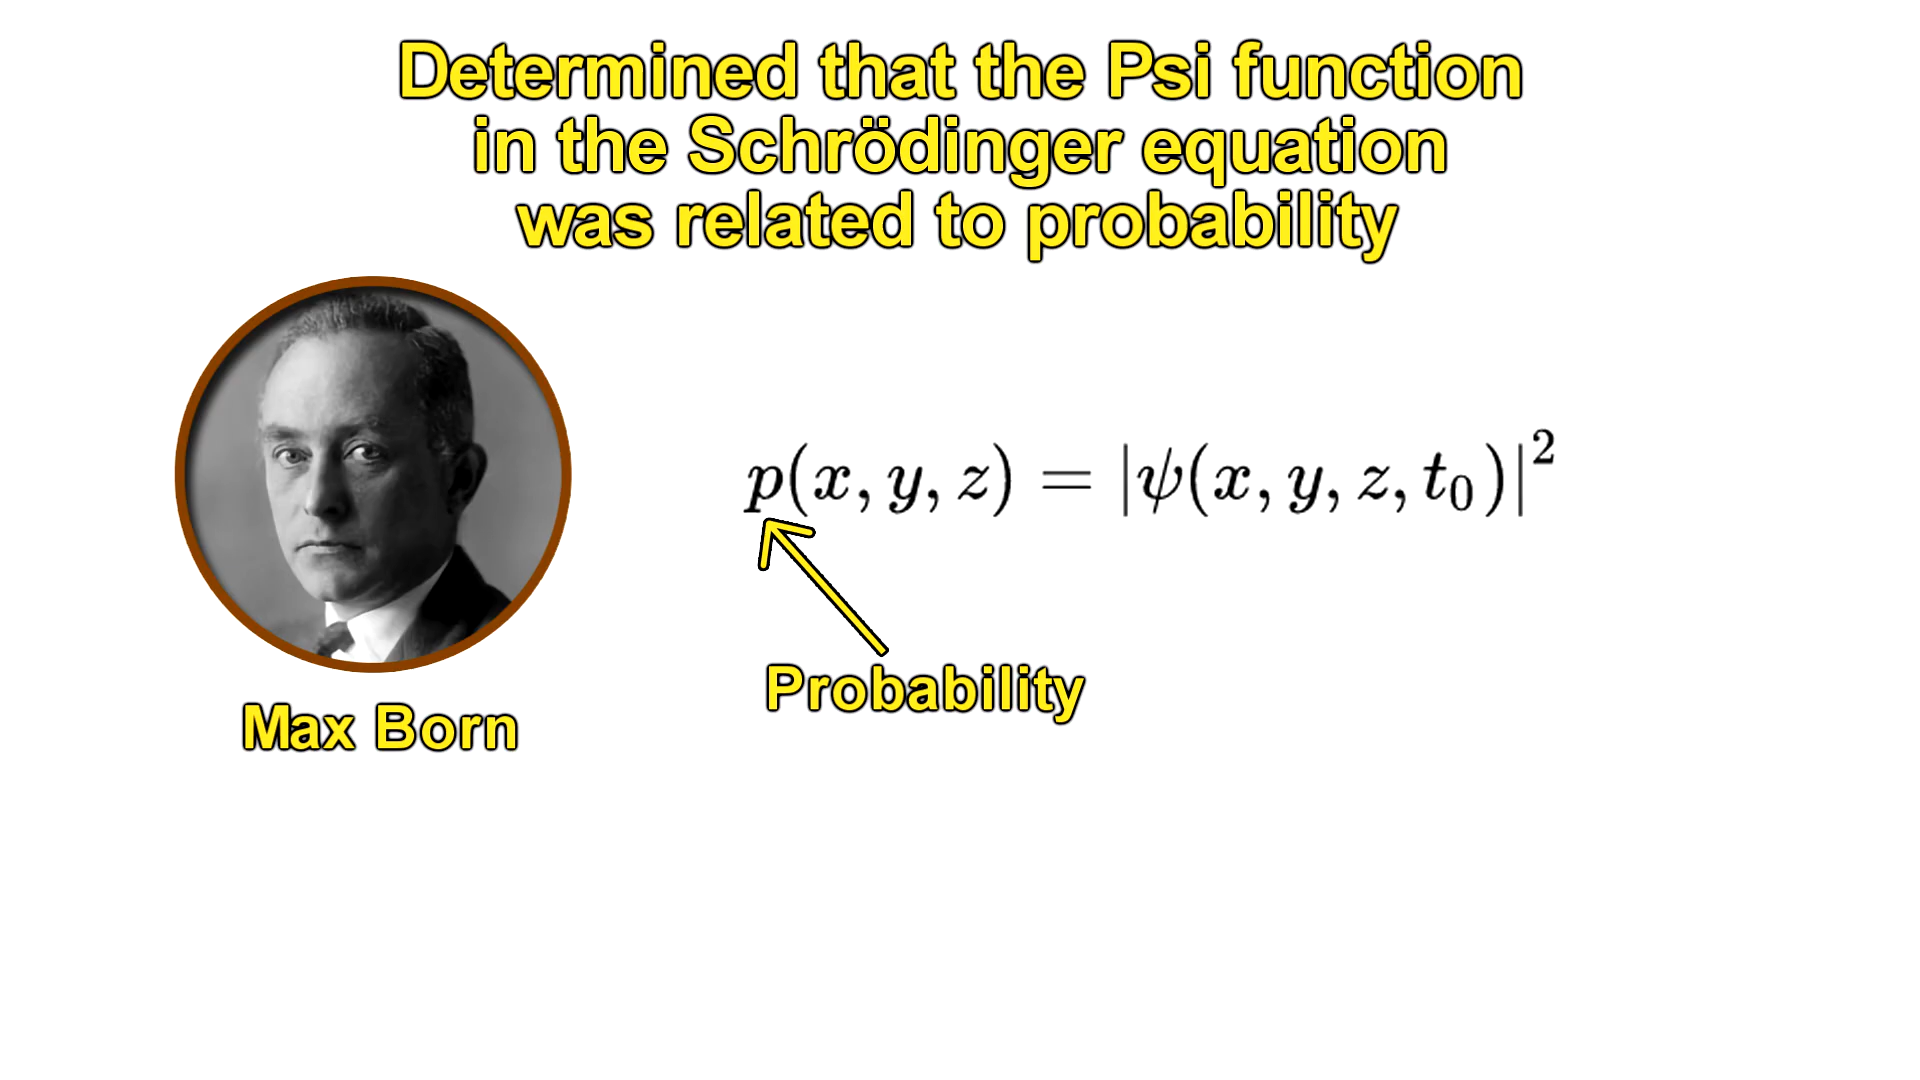 Determined that the Psi function
in the Schrödinger equation
was related to probability
p(x, y, z) = |ψ(x, y, z, t₀)|²
Probability
Max Born